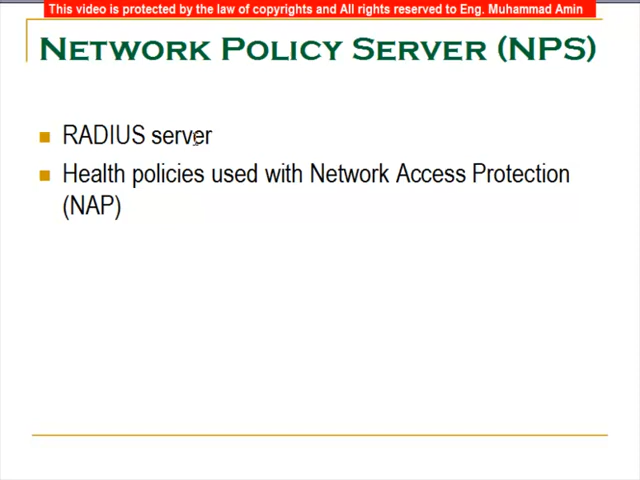 This video is protected by the law of copyrights and All rights reserved to Eng. Muhammad Amin
NETWORK POLICY SERVER (NPS)
RADIUS server
Health policies used with Network Access Protection
(NAP)